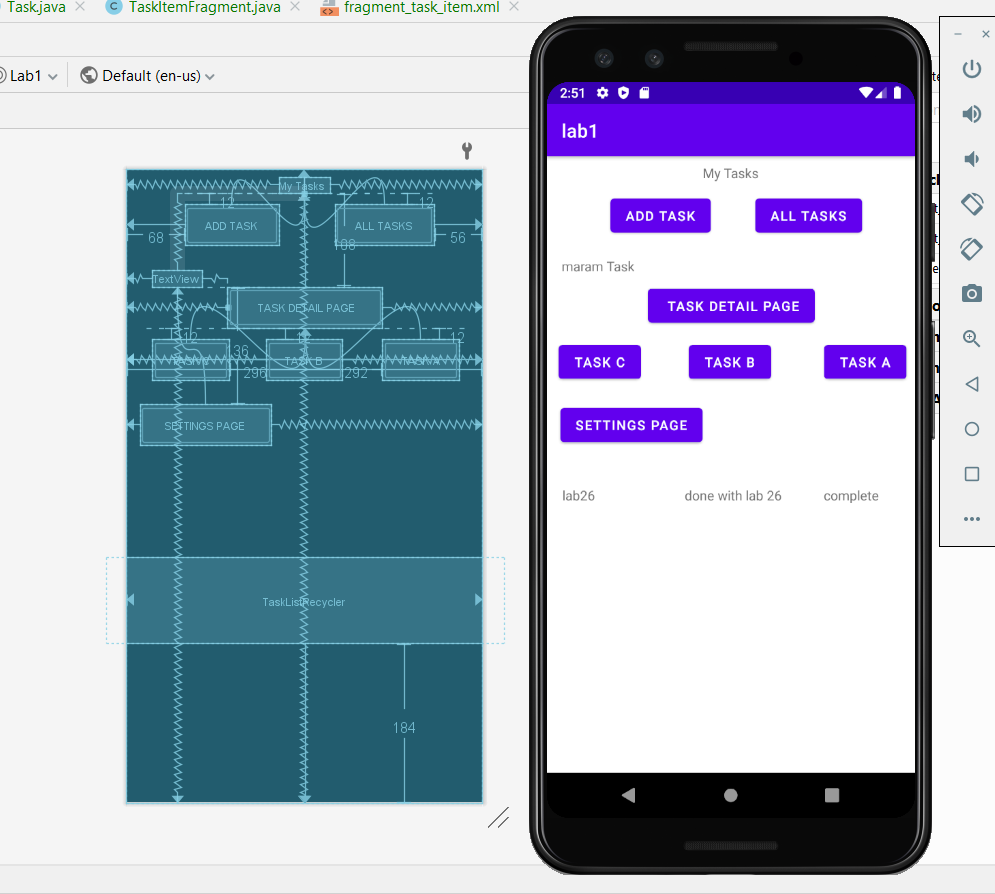 Task.java
C TaskItemFragment.java
fragment_task_item.xml
Lab1
Default (en-us)
My Tasks
12
12
ADD TASK
ALL TASKS
68
56
108
TextView
TASK DETAIL PAGE
12
12
36
TASK B
296
292
SETTINGS PAGE
TaskListRecycler
184
2:51
lab1
My Tasks
ADD TASK
ALL TASKS
maram Task
TASK DETAIL PAGE
TASK C
TASK B
TASK A
SETTINGS PAGE
lab26
done with lab 26
complete